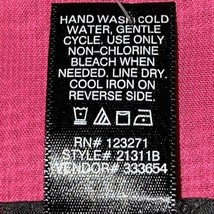 HAND WASH COLD
WATER, GENTLE
CYCLE. USE ONLY
NON-CHLORINE
BLEACH WHEN
NEEDED. LINE DRY.
COOL IRON ON
REVERSE SIDE.
RN# 123271
STYLE# 21311B
VENDOR# 333654